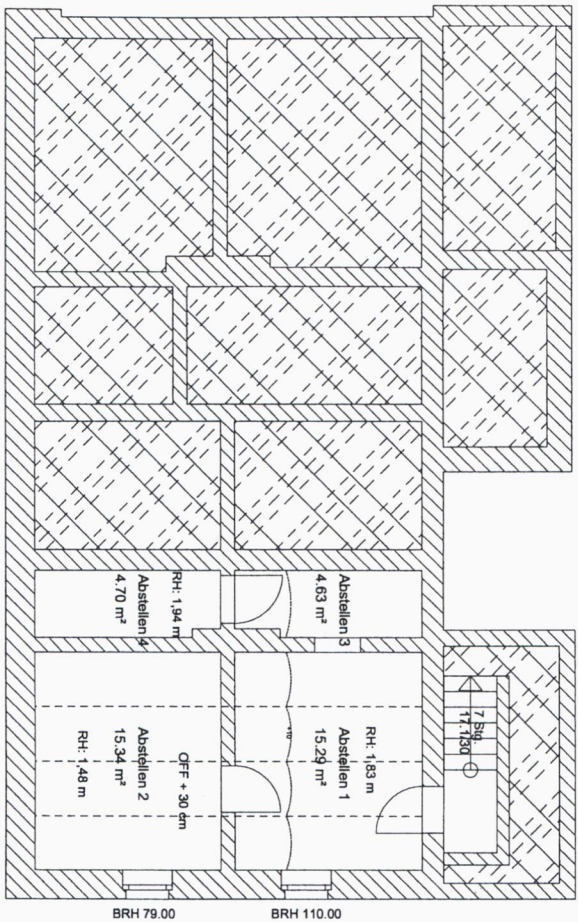 RH: 1,94 m
Abstellen 4
4.70 m²
Abstellen 3
4.63 m²
7 Stg.
17.1/30
RH: 1,83 m
Abstellen 1
15.29 m²
OFF + 30 cm
Abstellen 2
15.34 m²
RH: 1,48 m
BRH 79.00
BRH 110.00